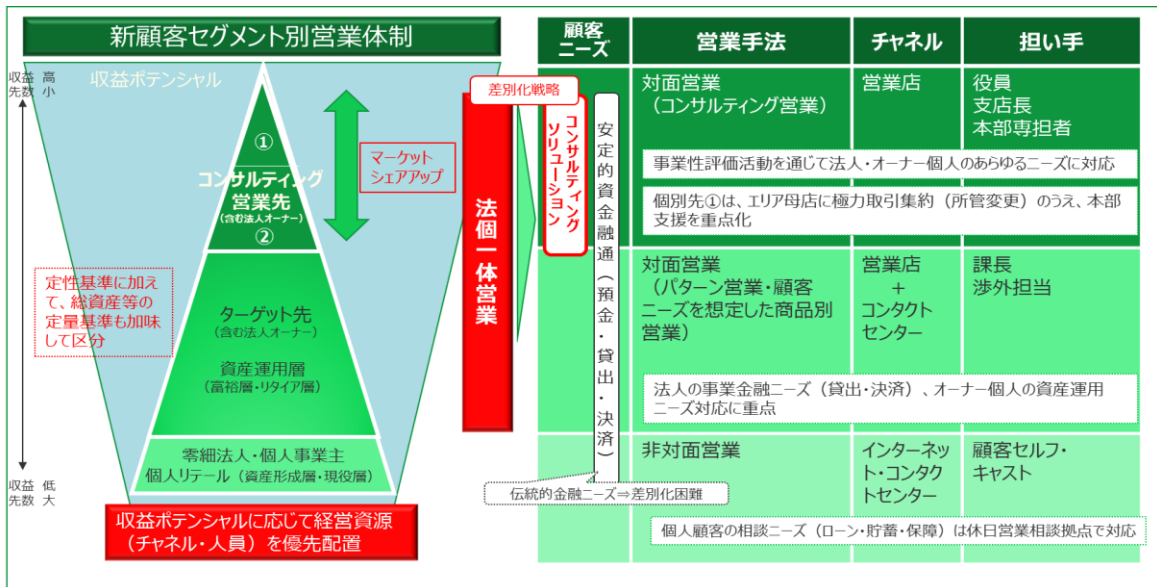 新顧客セグメント別営業体制
収益 高
先数 小
収益ポテンシャル
①
コンサルティング
営業先
(含む法人オーナー)
②
マーケット
シェアアップ
定性基準に加え
て、総資産等の
定量基準も加味
して区分
ターゲット先
(含む法人オーナー)
資産運用層
(富裕層・リタイア層)
零細法人・個人事業主
個人リテール（資産形成層・現役層）
収益 低
先数 大
収益ポテンシャルに応じて経営資源
（チャネル・人員）を優先配置
法個一体営業
差別化戦略
顧客
ニーズ
営業手法
チャネル
担い手
コンサルティング
ソリューション
安定的資金融通（預金・貸出・決済）
対面営業
（コンサルティング営業）
営業店
役員
支店長
本部専担者
事業性評価活動を通じて法人・オーナー個人のあらゆるニーズに対応
個別先①は、エリア母店に極力取引集約（所管変更）のうえ、本部
支援を重点化
対面営業
（パターン営業・顧客
ニーズを想定した商品別
営業）
営業店
+
コンタクト
センター
課長
渉外担当
法人の事業金融ニーズ（貸出・決済）、オーナー個人の資産運用
ニーズ対応に重点
非対面営業
インターネッ
ト・コンタク
トセンター
顧客セルフ・
キャスト
伝統的金融ニーズ⇒差別化困難
個人顧客の相談ニーズ（ローン・貯蓄・保障）は休日営業相談拠点で対応